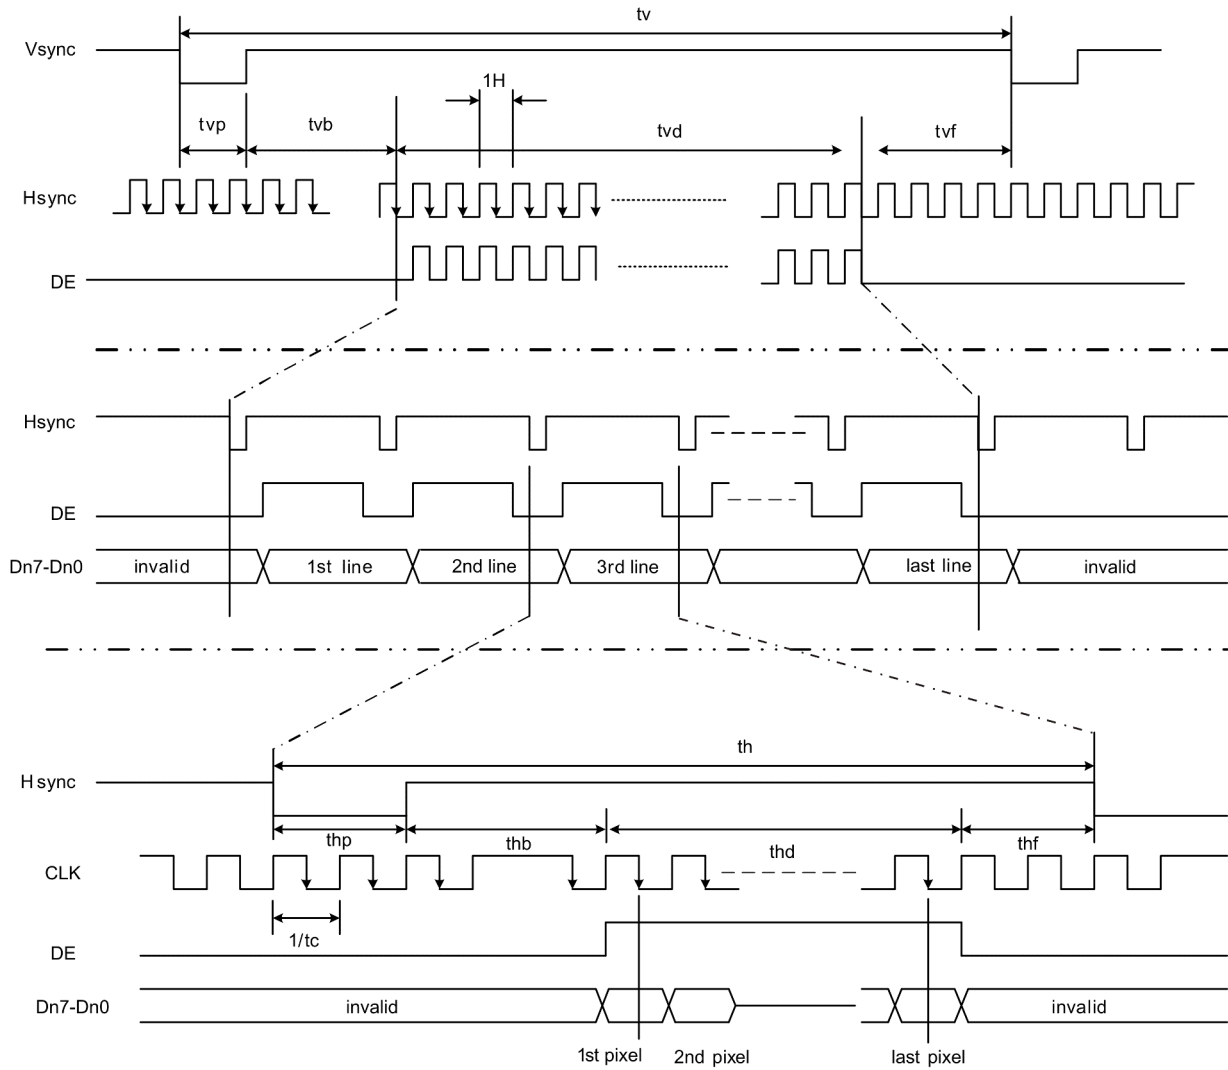 tv
Vsync
1H
tvp
tvb
tvd
tvf
Hsync
DE
Hsync
DE
Dn7-Dn0 invalid 1st line 2nd line 3rd line last line invalid
th
Hsync
thp
thb
thd
thf
CLK
1/tc
DE
Dn7-Dn0 invalid invalid
1st pixel 2nd pixel last pixel